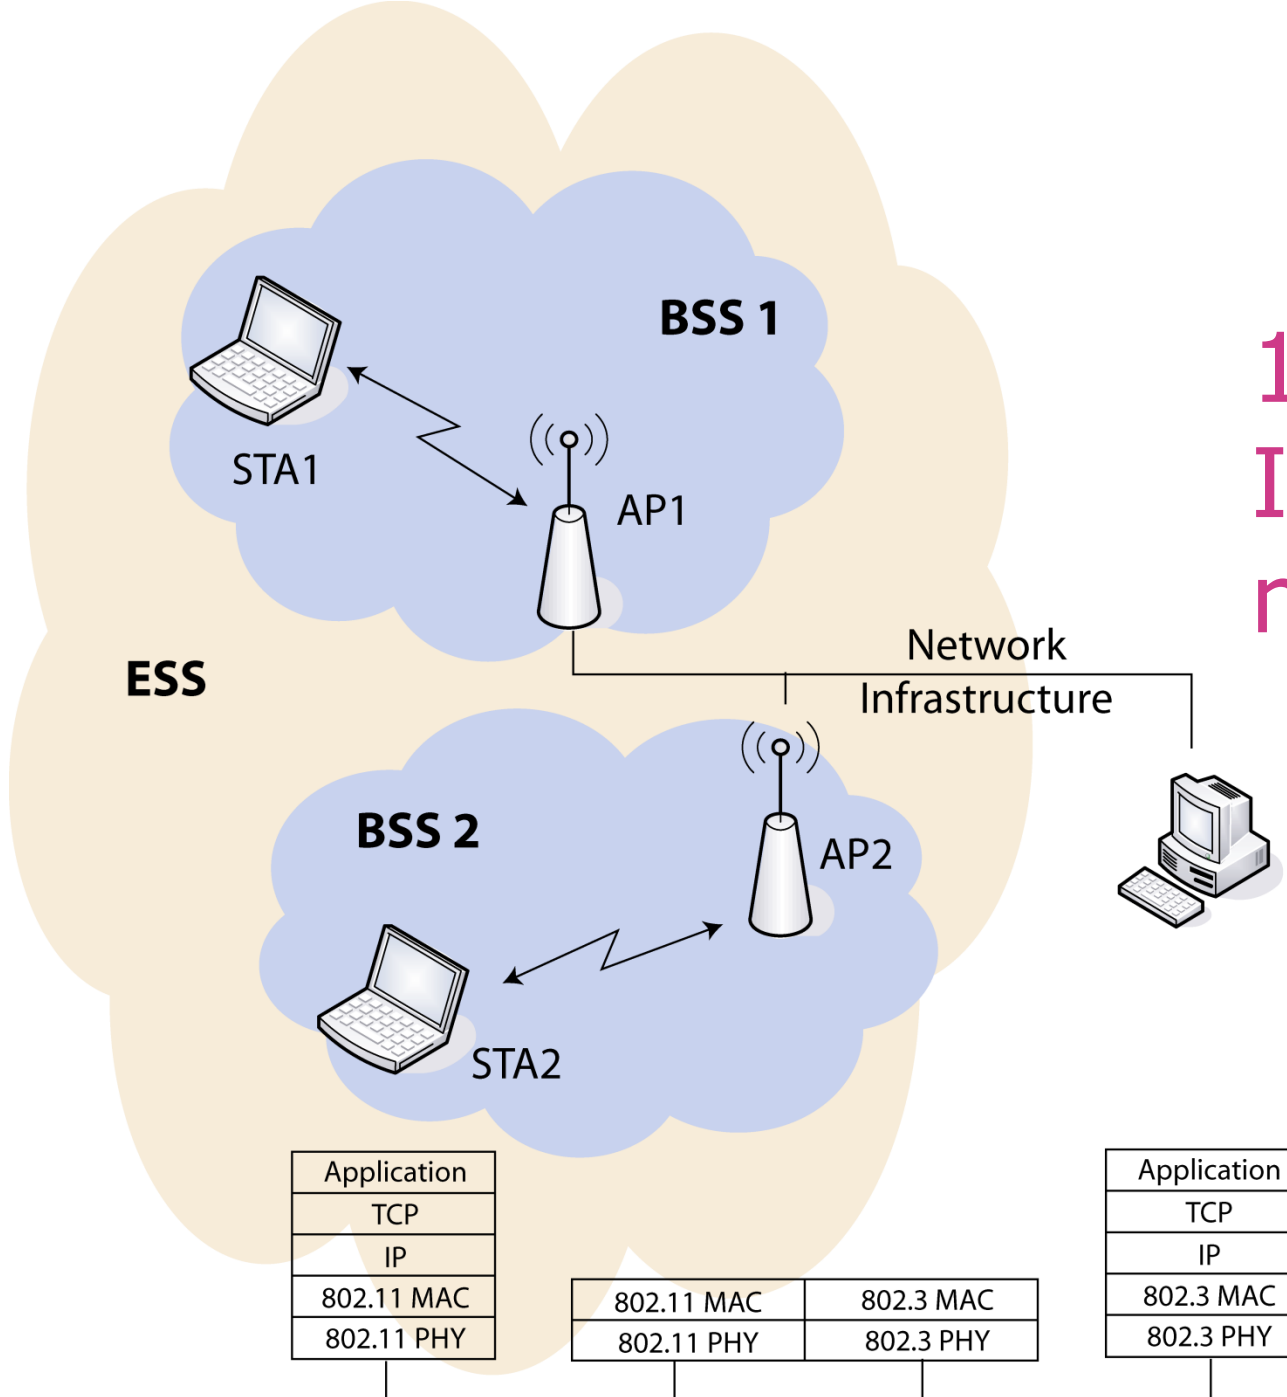 BSS 1
STA1
AP1
Network
Infrastructure
ESS
BSS 2
AP2
STA2
Application
TCP
IP
802.11 MAC
802.11 PHY
802.11 MAC
802.3 MAC
802.11 PHY
802.3 PHY
Application
TCP
IP
802.3 MAC
802.3 PHY